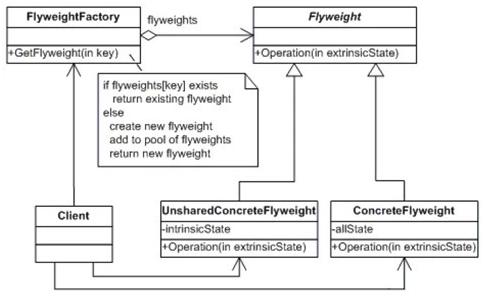 FlyweightFactory
+GetFlyweight(in key)
flyweights
Flyweight
+Operation(in extrinsicState)
if flyweights[key] exists
return existing flyweight
else
create new flyweight
add to pool of flyweights
return new flyweight
Client
UnsharedConcreteFlyweight
-intrinsicState
+Operation(in extrinsicState)
ConcreteFlyweight
-allState
+Operation(in extrinsicState)